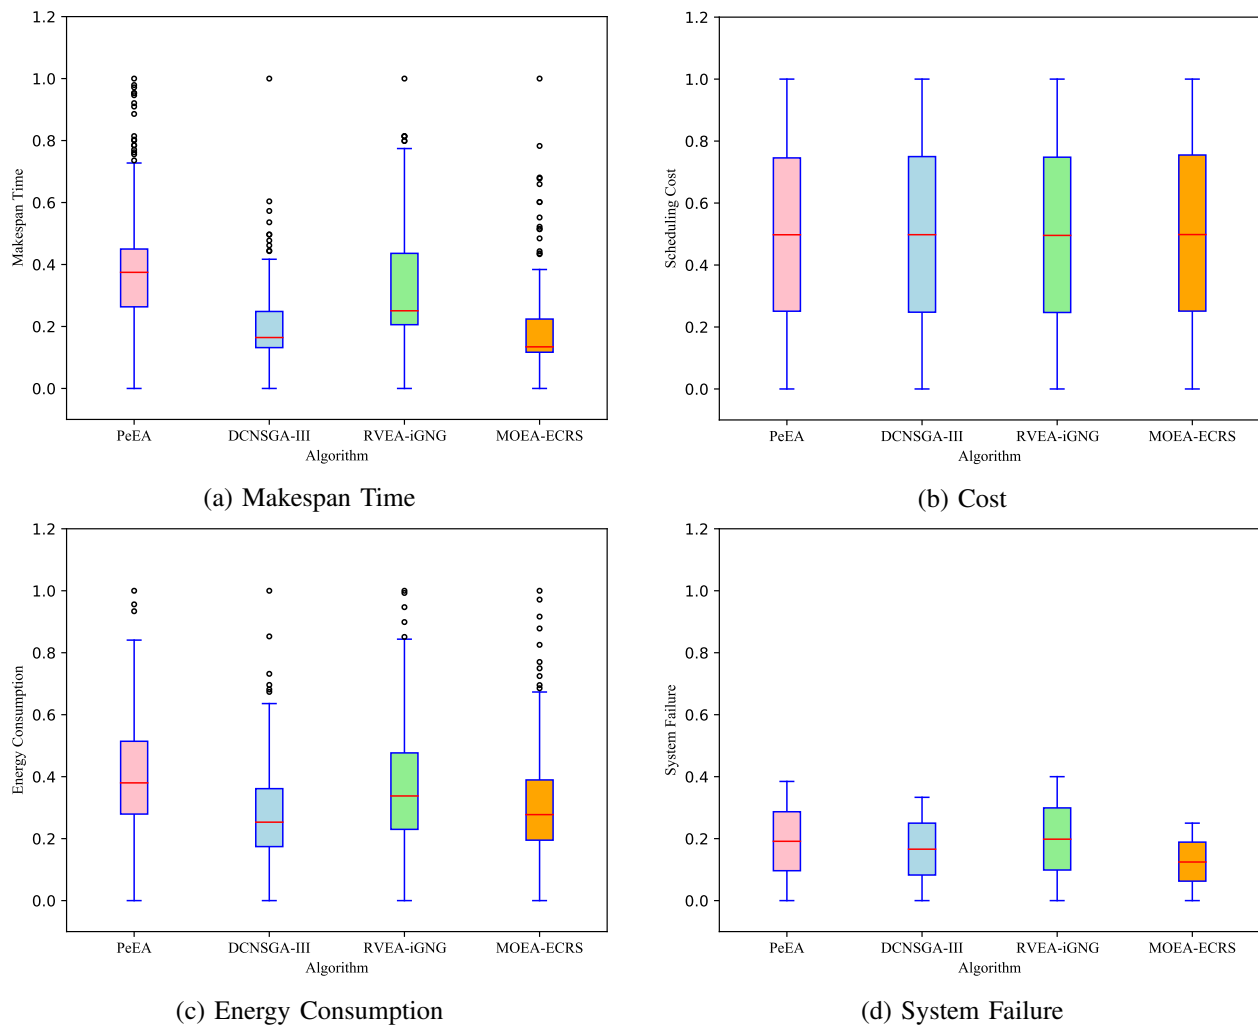 1.2
1.0
0.8
0.6
0.4
0.2
0.0
Makespan Time
PeEA DCNSGA-III RVEA-iGNG MOEA-ECRS
Algorithm
(a) Makespan Time
1.2
1.0
0.8
0.6
0.4
0.2
0.0
Scheduling Cost
PeEA DCNSGA-III RVEA-iGNG MOEA-ECRS
Algorithm
(b) Cost
1.2
1.0
0.8
0.6
0.4
0.2
0.0
Energy Consumption
PeEA DCNSGA-III RVEA-iGNG MOEA-ECRS
Algorithm
(c) Energy Consumption
1.2
1.0
0.8
0.6
0.4
0.2
0.0
System Failure
PeEA DCNSGA-III RVEA-iGNG MOEA-ECRS
Algorithm
(d) System Failure